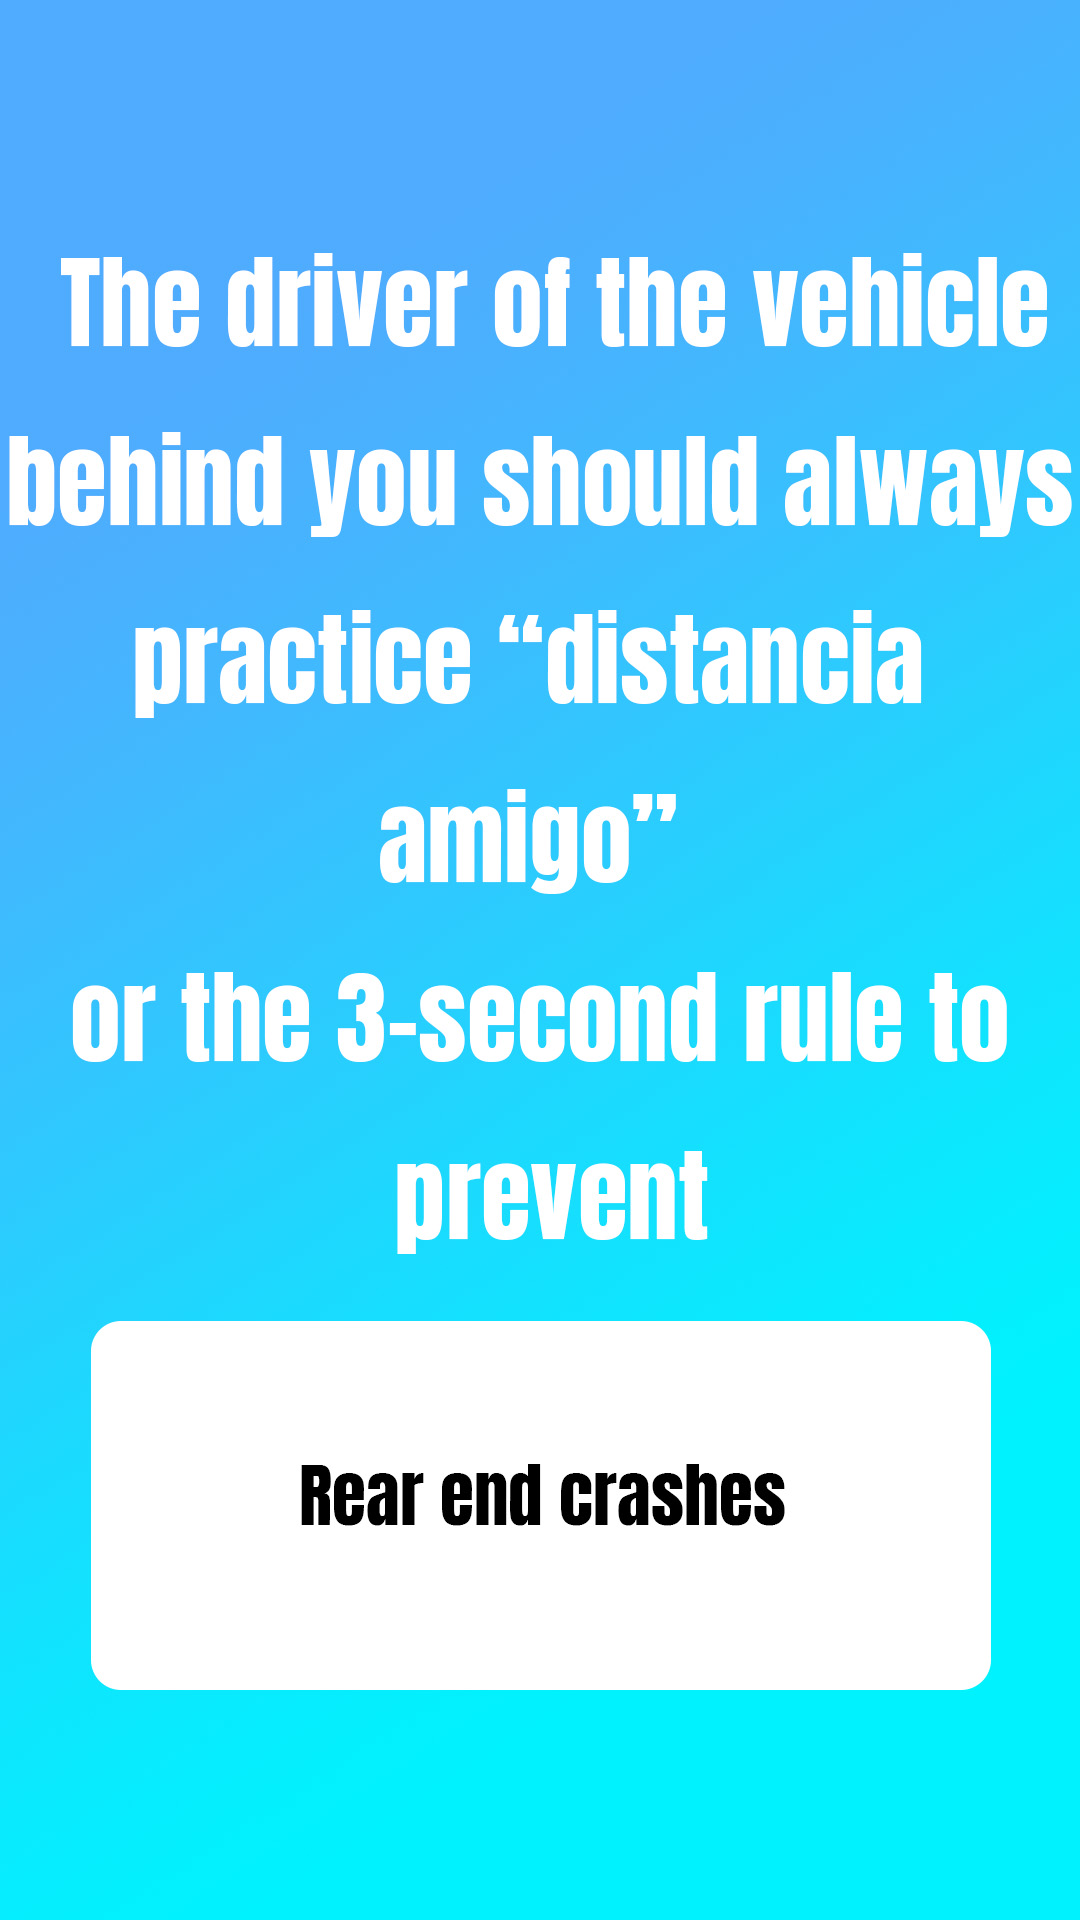 The driver of the vehicle
behind you should always
practice “distancia
amigo”
or the 3-second rule to
prevent
Rear end crashes